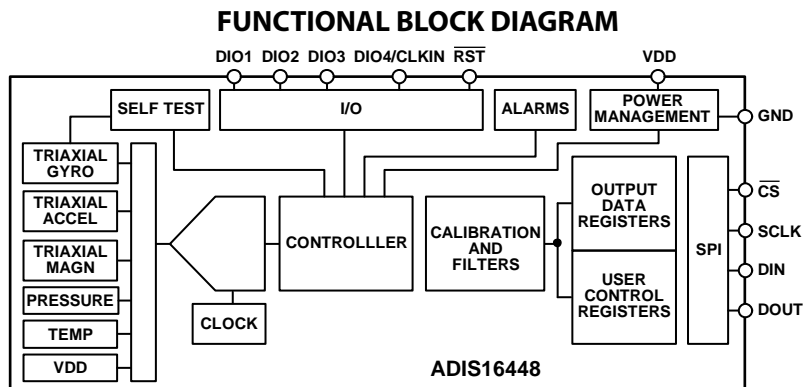 FUNCTIONAL BLOCK DIAGRAM
DIO1 DIO2 DIO3 DIO4/CLKIN RST VDD
SELF TEST
I/O
ALARMS
POWER
MANAGEMENT
GND
TRIAXIAL
GYRO
TRIAXIAL
ACCEL
TRIAXIAL
MAGN
PRESSURE
TEMP
VDD
CLOCK
CONTROLLLER
CALIBRATION
AND
FILTERS
OUTPUT
DATA
REGISTERS
USER
CONTROL
REGISTERS
SPI
CS
SCLK
DIN
DOUT
ADIS16448